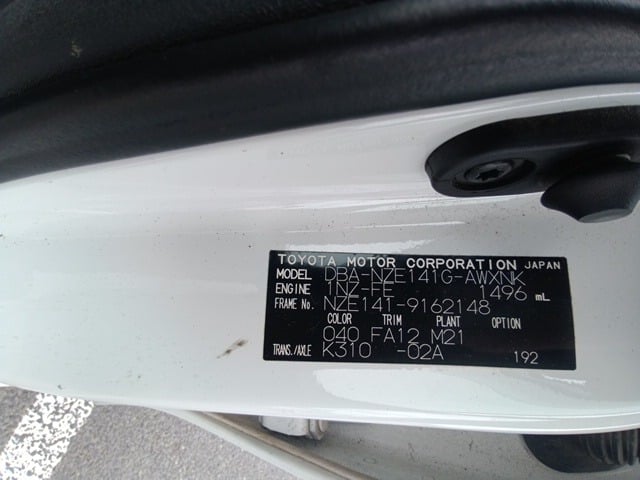 TOYOTA MOTOR CORPORATION JAPAN
MODEL DBA-NZE141G-AWXNK
ENGINE 1NZ-FE 1496 mL
FRAME No. NZE141-9162148
COLOR TRIM PLANT OPTION
040 FA12 M21
TRANS./AXLE K310 -02A 192